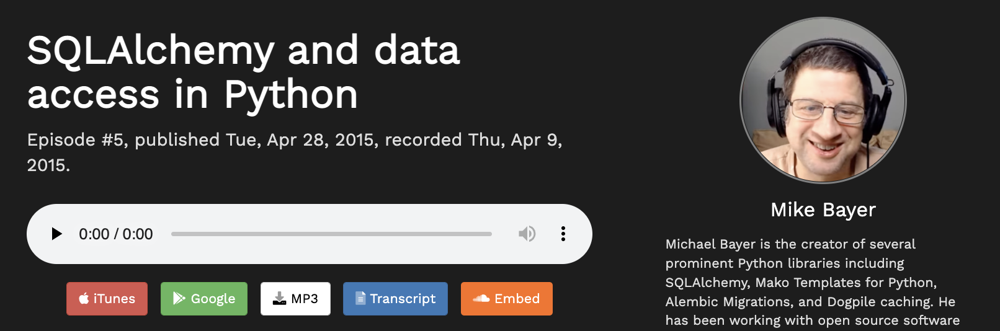 SQLAlchemy and data
access in Python
Episode #5, published Tue, Apr 28, 2015, recorded Thu, Apr 9,
2015.
0:00 / 0:00
iTunes
Google
MP3
Transcript
Embed
Mike Bayer
Michael Bayer is the creator of several
prominent Python libraries including
SQLAlchemy, Mako Templates for Python,
Alembic Migrations, and Dogpile caching. He
has been working with open source software